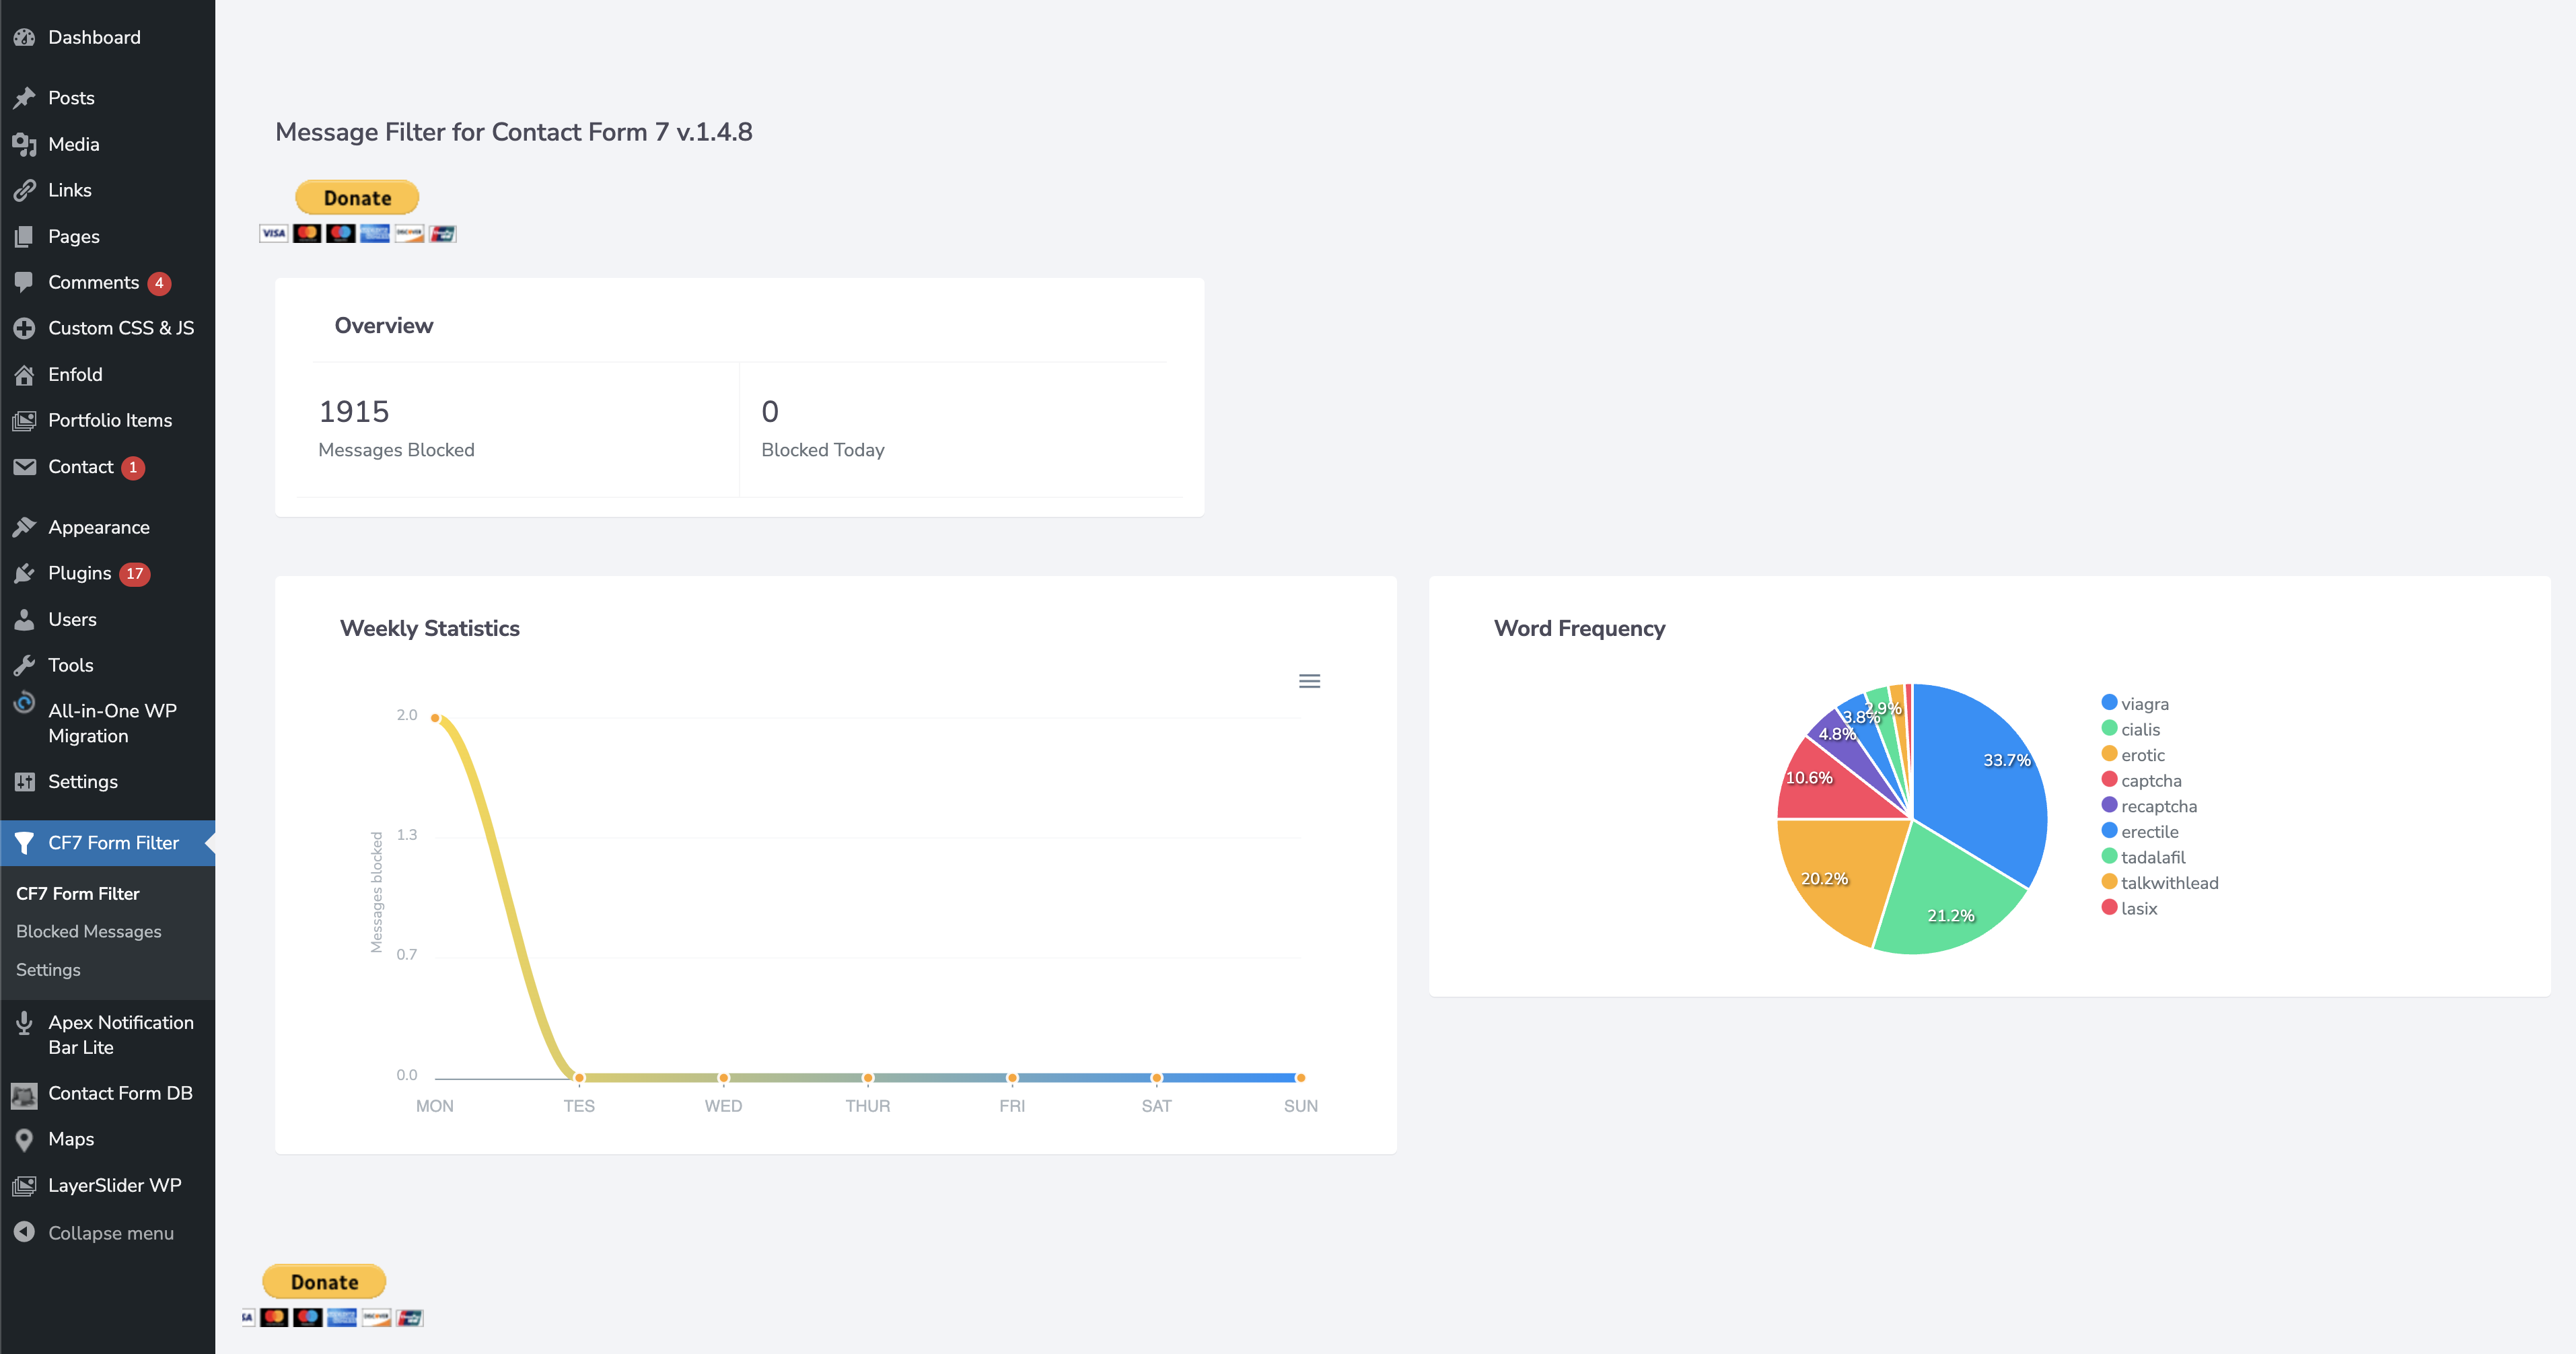 Dashboard
Posts
Media
Links
Pages
Comments 4
Custom CSS & JS
Enfold
Portfolio Items
Contact 1
Appearance
Plugins 17
Users
Tools
All-in-One WP
Migration
Settings
CF7 Form Filter
CF7 Form Filter
Blocked Messages
Settings
Apex Notification
Bar Lite
Contact Form DB
Maps
LayerSlider WP
Collapse menu
Message Filter for Contact Form 7 v.1.4.8
Donate
VISA
DISCOVER
Overview
1915
Messages Blocked
0
Blocked Today
Weekly Statistics
Messages blocked
2.0
1.3
0.7
0.0
MON
TES
WED
THUR
FRI
SAT
SUN
Word Frequency
33.7%
21.2%
20.2%
10.6%
4.8%
3.8%
2.9%
viagra
cialis
erotic
captcha
recaptcha
erectile
tadalafil
talkwithlead
lasix
Donate
SA
DISCOVER